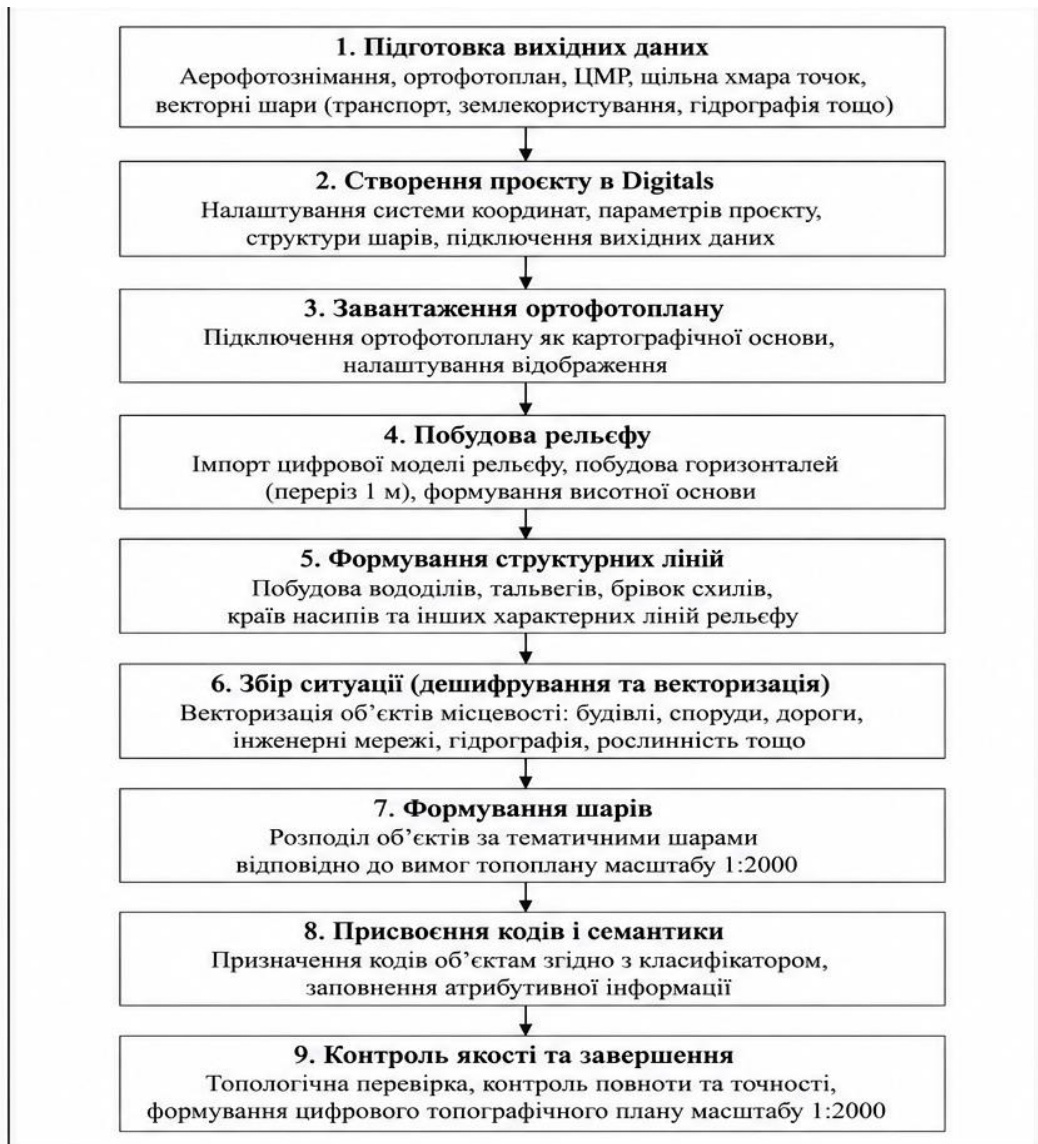 1. Підготовка вихідних даних
Аерофотознімання, ортофотоплан, ЦМР, щільна хмара точок,
векторні шари (транспорт, землекористування, гідрографія тощо)
2. Створення проєкту в Digitals
Налаштування системи координат, параметрів проєкту,
структури шарів, підключення вихідних даних
3. Завантаження ортофотоплану
Підключення ортофотоплану як картографічної основи,
налаштування відображення
4. Побудова рельєфу
Імпорт цифрової моделі рельєфу, побудова горизонталей
(переріз 1 м), формування висотної основи
5. Формування структурних ліній
Побудова вододілів, тальвегів, брівок схилів,
країв насипів та інших характерних ліній рельєфу
6. Збір ситуації (дешифрування та векторизація)
Векторизація об’єктів місцевості: будівлі, споруди, дороги,
інженерні мережі, гідрографія, рослинність тощо
7. Формування шарів
Розподіл об’єктів за тематичними шарами
відповідно до вимог топоплану масштабу 1:2000
8. Присвоєння кодів і семантики
Призначення кодів об’єктам згідно з класифікатором,
заповнення атрибутивної інформації
9. Контроль якості та завершення
Топологічна перевірка, контроль повноти та точності,
формування цифрового топографічного плану масштабу 1:2000